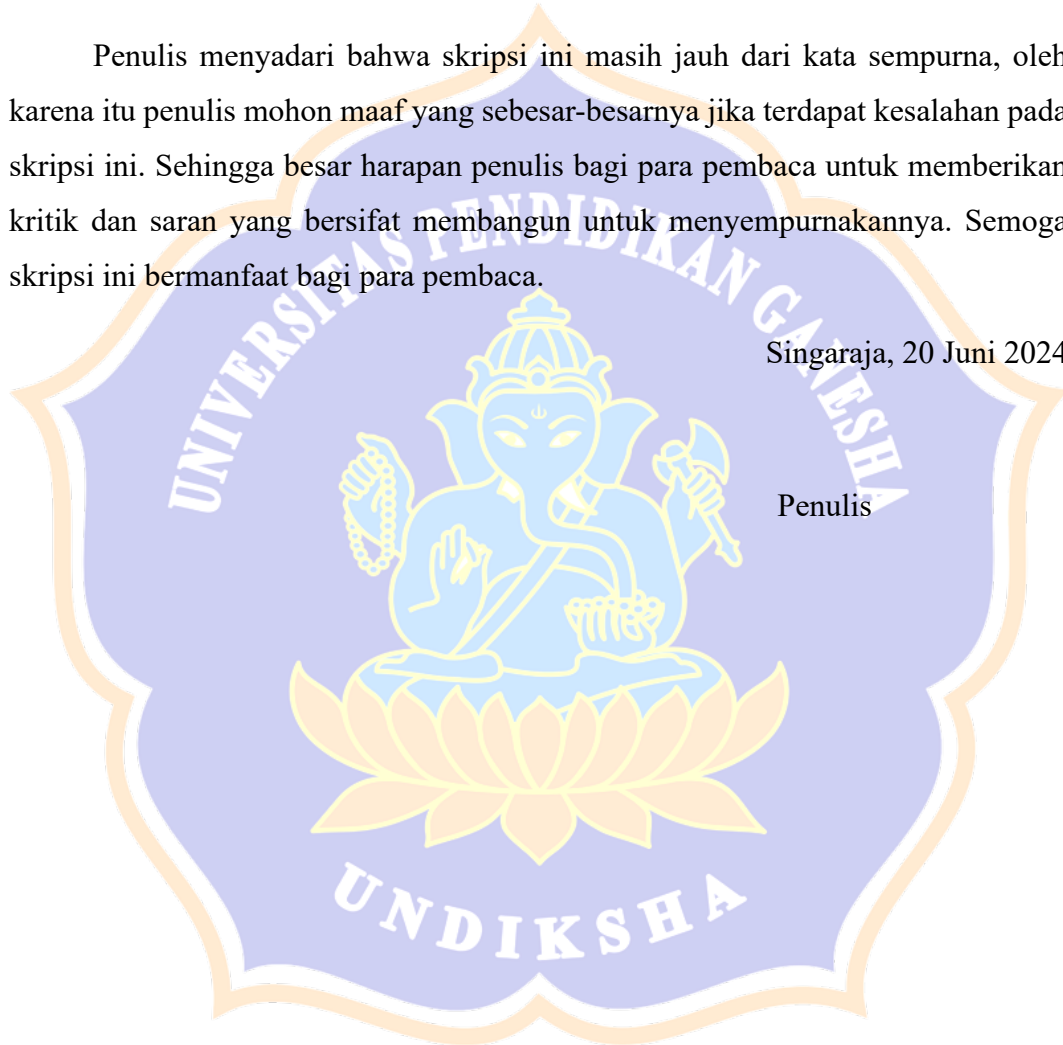 Penulis menyadari bahwa skripsi ini masih jauh dari kata sempurna, oleh
karena itu penulis mohon maaf yang sebesar-besarnya jika terdapat kesalahan pada
skripsi ini. Sehingga besar harapan penulis bagi para pembaca untuk memberikan
kritik dan saran yang bersifat membangun untuk menyempurnakannya. Semoga
skripsi ini bermanfaat bagi para pembaca.
Singaraja, 20 Juni 2024
Penulis
UNIVERSITAS PENDIDIKAN GANESHA
UNDIKSHA